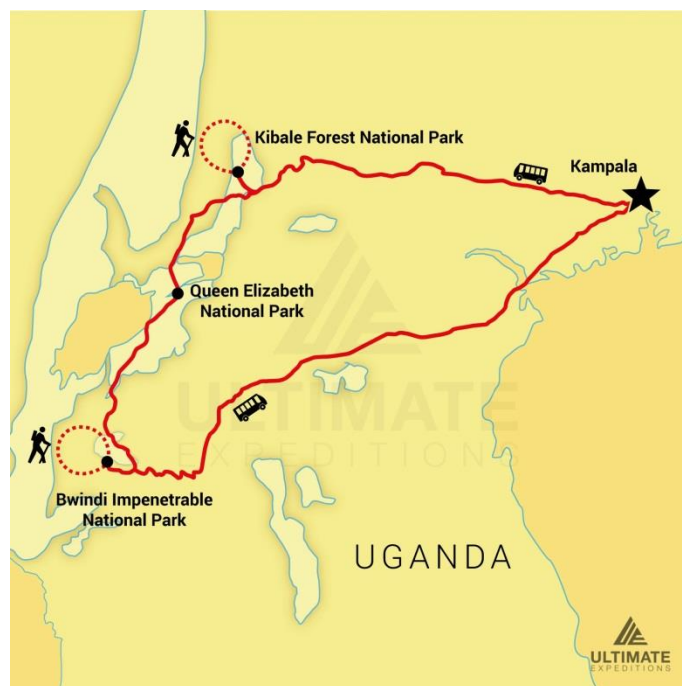 Kibale Forest National Park
Kampala
Queen Elizabeth
National Park
ULTIMATE
EXPEDITIONS
Bwindi Impenetrable
National Park
UGANDA
ULTIMATE
EXPEDITIONS